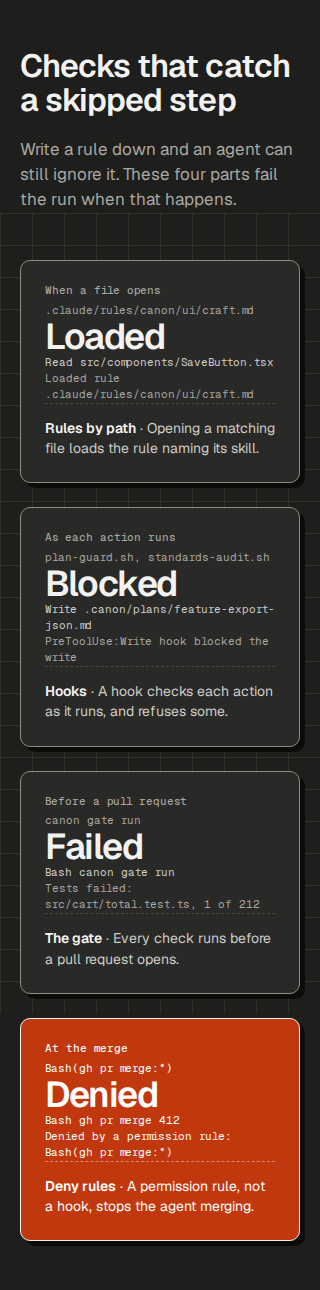 Checks that catch
a skipped step
Write a rule down and an agent can
still ignore it. These four parts fail
the run when that happens.
When a file opens
.claude/rules/canon/ui/craft.md
Loaded
Read src/components/SaveButton.tsx
Loaded rule
.claude/rules/canon/ui/craft.md
Rules by path · Opening a matching
file loads the rule naming its skill.
As each action runs
plan-guard.sh, standards-audit.sh
Blocked
Write .canon/plans/feature-export-
json.md
PreToolUse:Write hook blocked the
write
Hooks · A hook checks each action
as it runs, and refuses some.
Before a pull request
canon gate run
Failed
Bash canon gate run
Tests failed:
src/cart/total.test.ts, 1 of 212
The gate · Every check runs before
a pull request opens.
At the merge
Bash(gh pr merge:*)
Denied
Bash gh pr merge 412
Denied by a permission rule:
Bash(gh pr merge:*)
Deny rules · A permission rule, not
a hook, stops the agent merging.